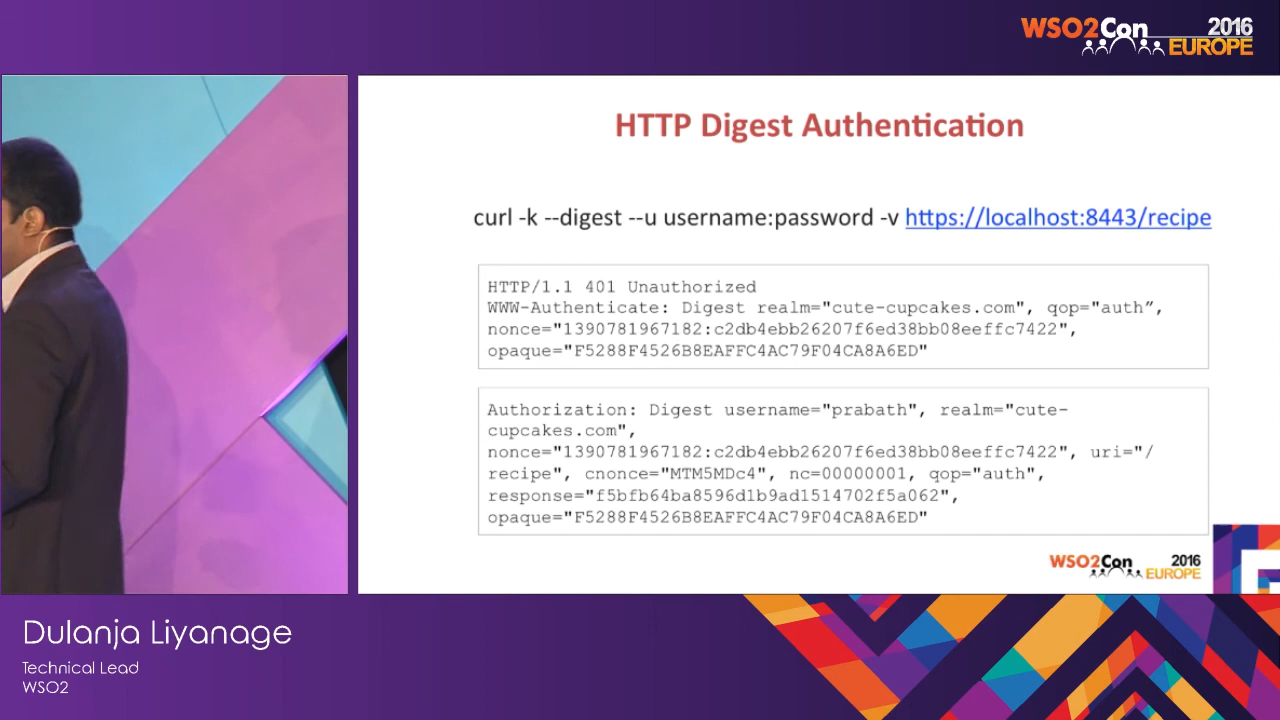 WSO2Con 2016
EUROPE
HTTP Digest Authentication
curl -k --digest --u username:password -v https://localhost:8443/recipe
HTTP/1.1 401 Unauthorized
WWW-Authenticate: Digest realm="cute-cupcakes.com", qop="auth”,
nonce="1390781967182:c2db4ebb26207f6ed38bb08eeffc7422",
opaque="F5288F4526B8EAFFC4AC79F04CA8A6ED"
Authorization: Digest username="prabath", realm="cute-
cupcakes.com",
nonce="1390781967182:c2db4ebb26207f6ed38bb08eeffc7422", uri="/
recipe", cnonce="MTM5MDc4", nc=00000001, qop="auth",
response="f5bfb64ba8596d1b9ad1514702f5a062",
opaque="F5288F4526B8EAFFC4AC79F04CA8A6ED"
WSO2Con 2016
EUROPE
Dulanja Liyanage
Technical Lead
WSO2